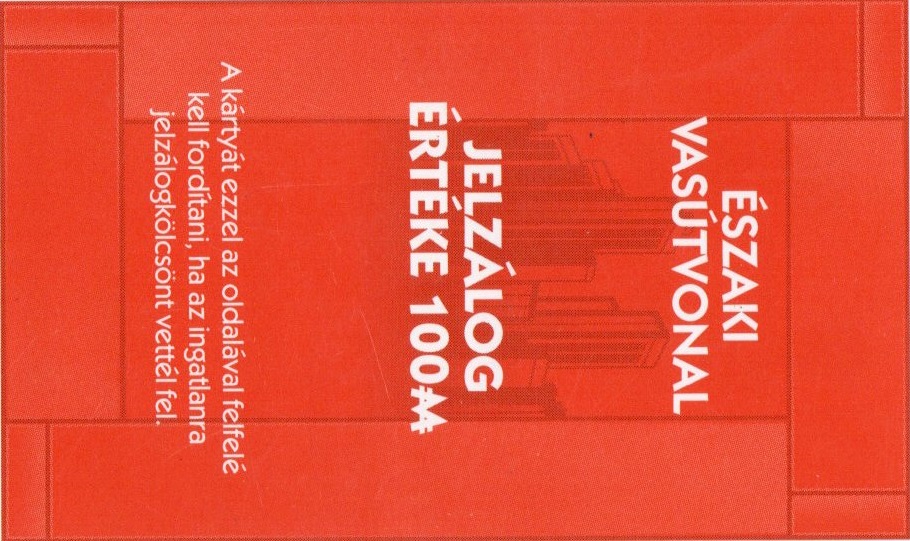 ÉSZAKI
VASÚTVONAL
JELZÁLOG
ÉRTÉKE 100₩
A kártyát ezzel az oldalával felfelé
kell fordítani, ha az ingatlanra
jelzálogkölcsönt vettél fel.